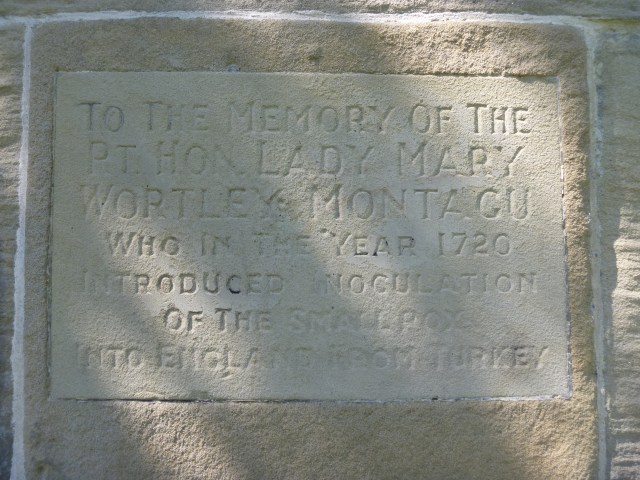 TO THE MEMORY OF THE
RT. HON. LADY MARY
WORTLEY MONTAGU
WHO IN THE YEAR 1720
INTRODUCED INOCULATION
OF THE SMALL POX
INTO ENGLAND FROM TURKEY